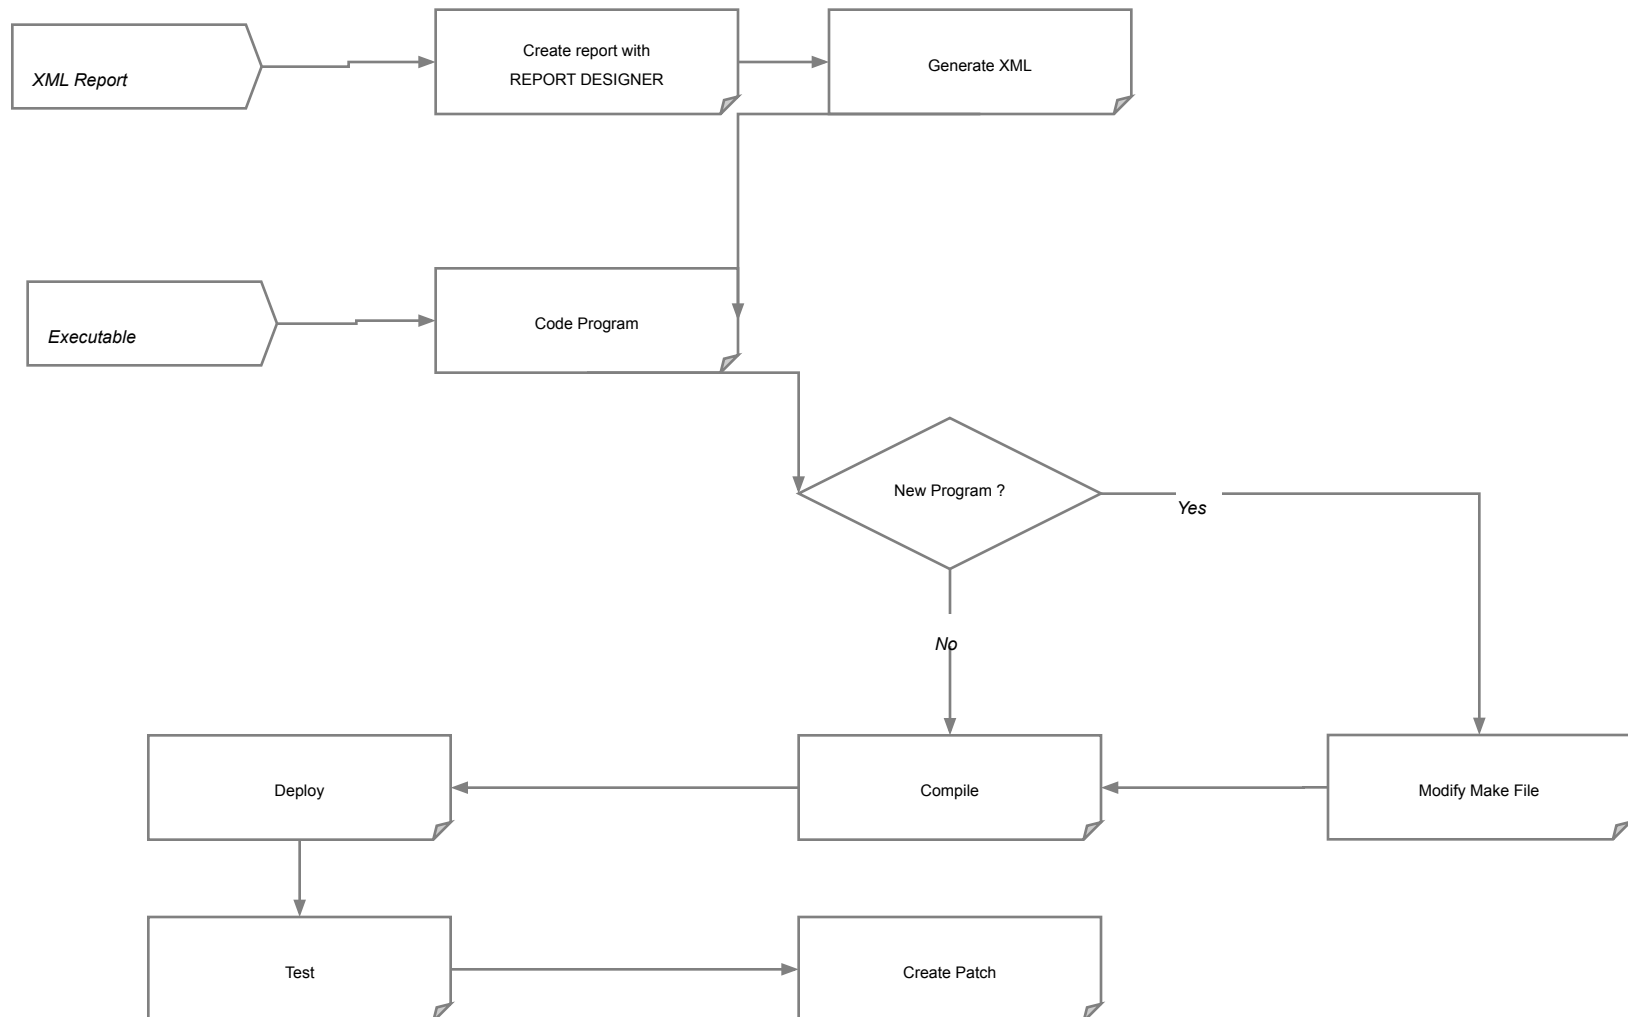 XML Report
Create report with
REPORT DESIGNER
Generate XML
Executable
Code Program
New Program ?
Yes
No
Deploy
Compile
Modify Make File
Test
Create Patch